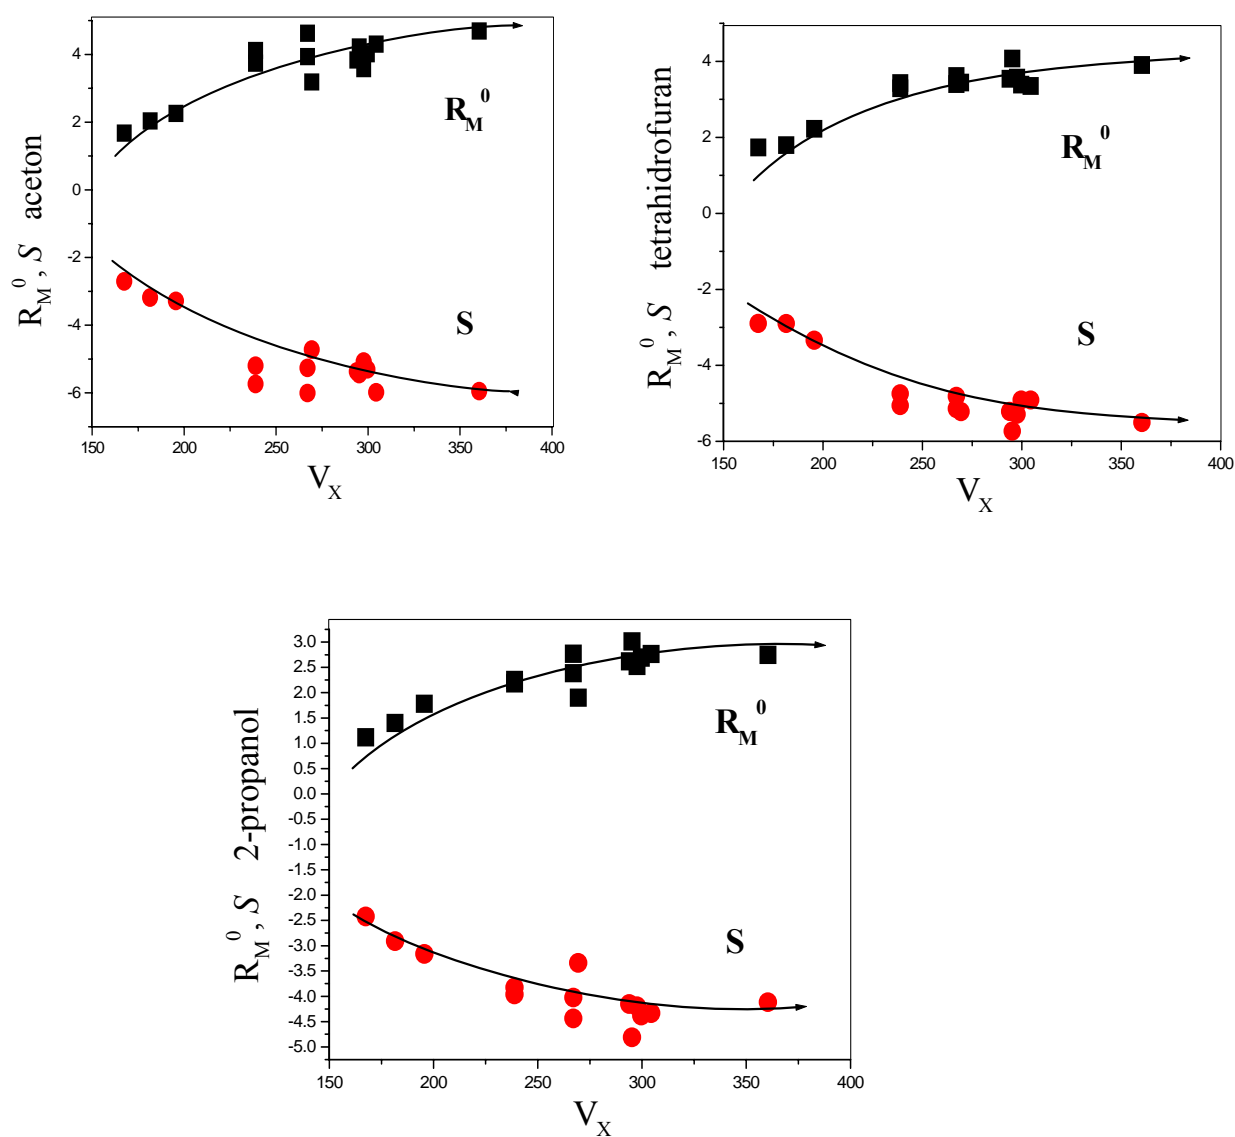 4
2
0
-2
-4
-6
150 200 250 300 350 400
R_M^0, S aceton
R_M^0
S
V_X
4
2
0
-2
-4
-6
150 200 250 300 350 400
R_M^0, S tetrahidrofuran
R_M^0
S
V_X
3.0
2.5
2.0
1.5
1.0
0.5
0.0
-0.5
-1.0
-1.5
-2.0
-2.5
-3.0
-3.5
-4.0
-4.5
-5.0
150 200 250 300 350 400
R_M^0, S 2-propanol
R_M^0
S
V_X